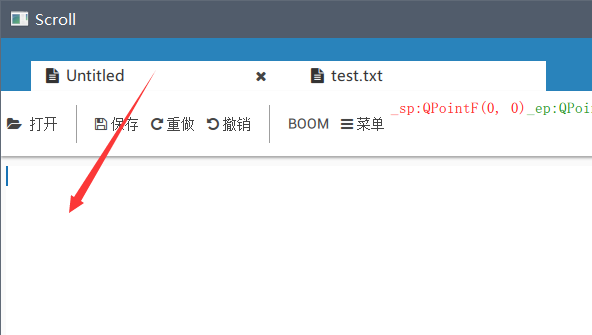 Scroll
Untitled test.txt
打开 保存 重做 撤销 BOOM 菜单 _sp:QPointF(0, 0)_ep:QPoi